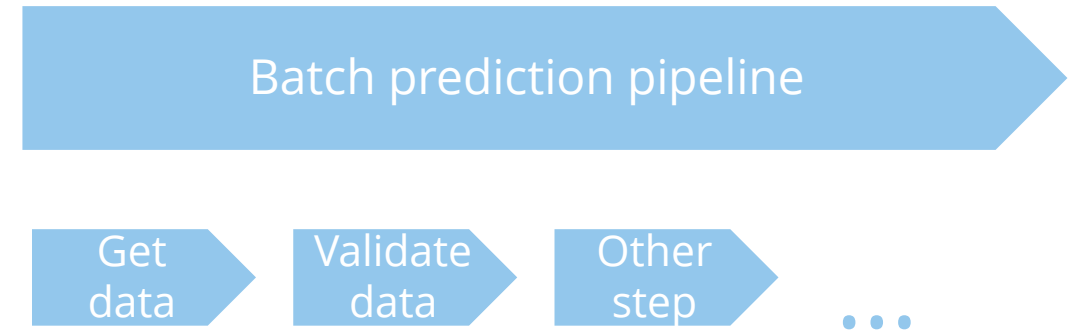 Batch prediction pipeline
Get
data
Validate
data
Other
step
...